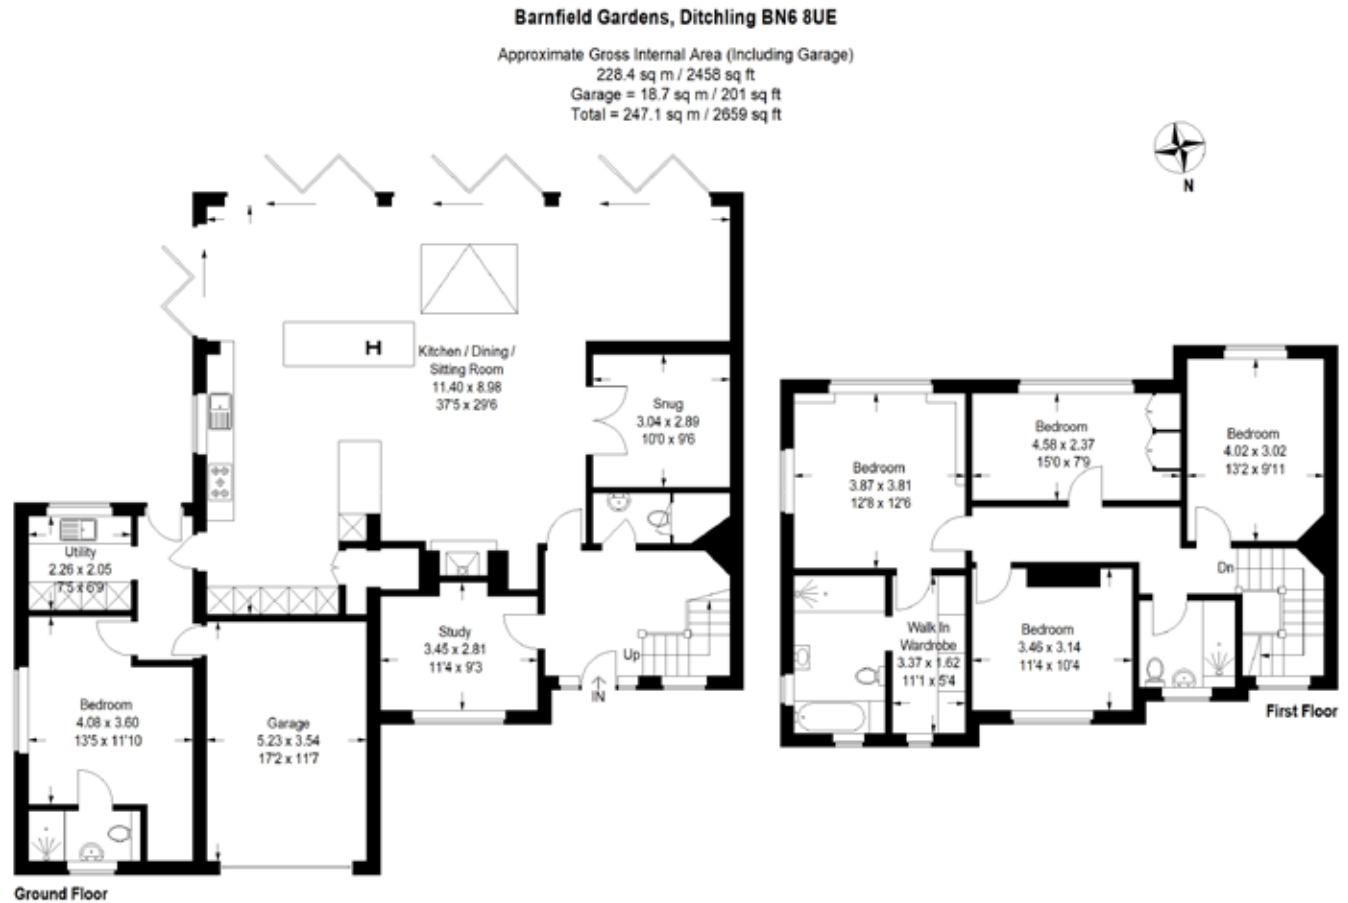 Barnfield Gardens, Ditchling BN6 8UE
Approximate Gross Internal Area (Including Garage)
228.4 sq m / 2458 sq ft
Garage = 18.7 sq m / 201 sq ft
Total = 247.1 sq m / 2659 sq ft
N
H
Kitchen / Dining /
Sitting Room
11.40 x 8.98
37'5 x 29'6
Snug
3.04 x 2.89
10'0 x 9'6
Utility
2.26 x 2.05
7'5 x 6'9
Study
3.45 x 2.81
11'4 x 9'3
Up
IN
Bedroom
4.08 x 3.60
13'5 x 11'10
Garage
5.23 x 3.54
17'2 x 11'7
Ground Floor
Bedroom
3.87 x 3.81
12'8 x 12'6
Bedroom
4.58 x 2.37
15'0 x 7'9
Bedroom
4.02 x 3.02
13'2 x 9'11
Dn
Walk In
Wardrobe
3.37 x 1.62
11'1 x 5'4
Bedroom
3.46 x 3.14
11'4 x 10'4
First Floor